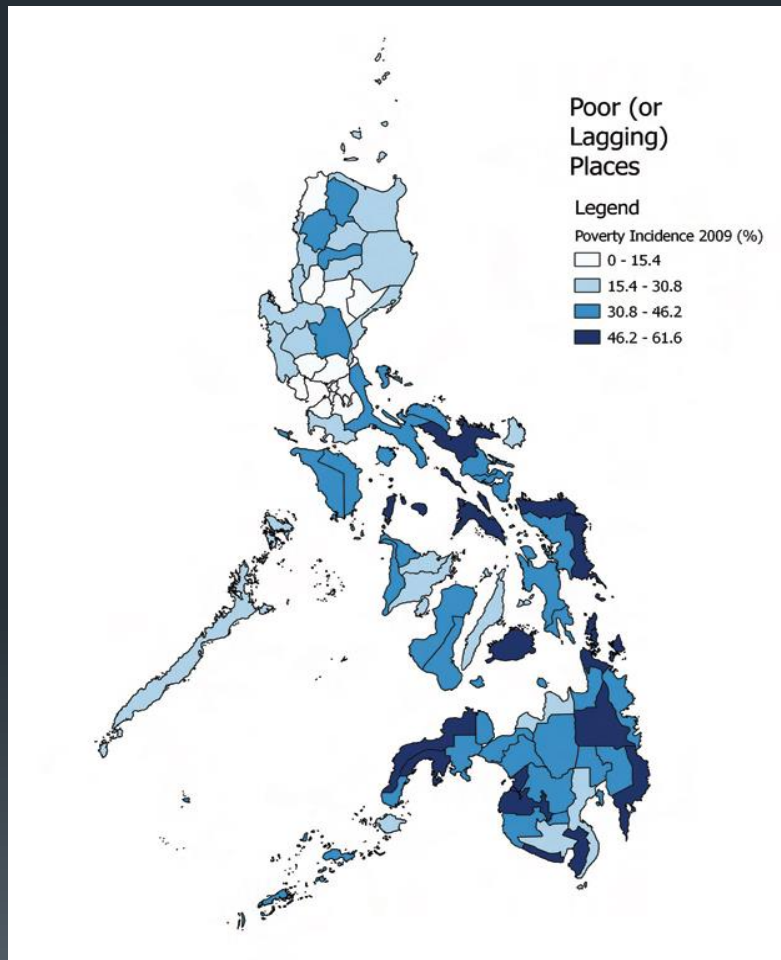 Poor (or
Lagging)
Places
Legend
Poverty Incidence 2009 (%)
0 - 15.4
15.4 - 30.8
30.8 - 46.2
46.2 - 61.6